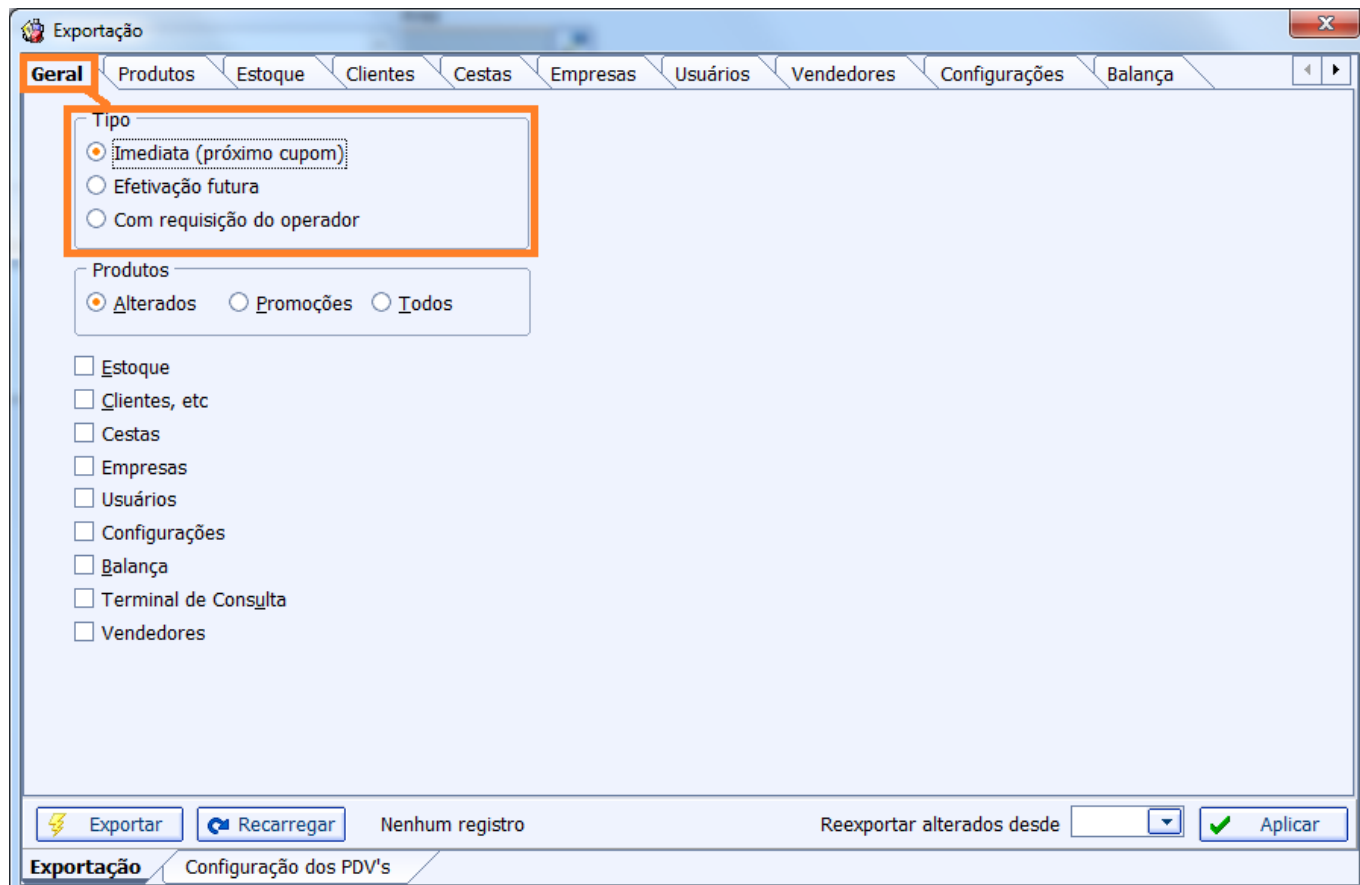 Exportação
Geral Produtos Estoque Clientes Cestas Empresas Usuários Vendedores Configurações Balança
Tipo
Imediata (próximo cupom)
Efetivação futura
Com requisição do operador
Produtos
Alterados Promoções Todos
Estoque
Clientes, etc
Cestas
Empresas
Usuários
Configurações
Balança
Terminal de Consulta
Vendedores
Exportar Recarregar Nenhum registro Reexportar alterados desde Aplicar
Exportação Configuração dos PDV's